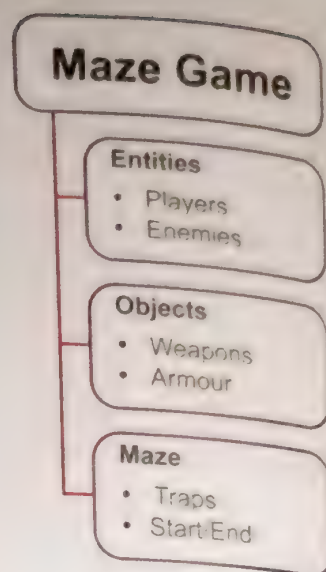 Maze Game
Entities
• Players
• Enemies
Objects
• Weapons
• Armour
Maze
• Traps
• Start-End